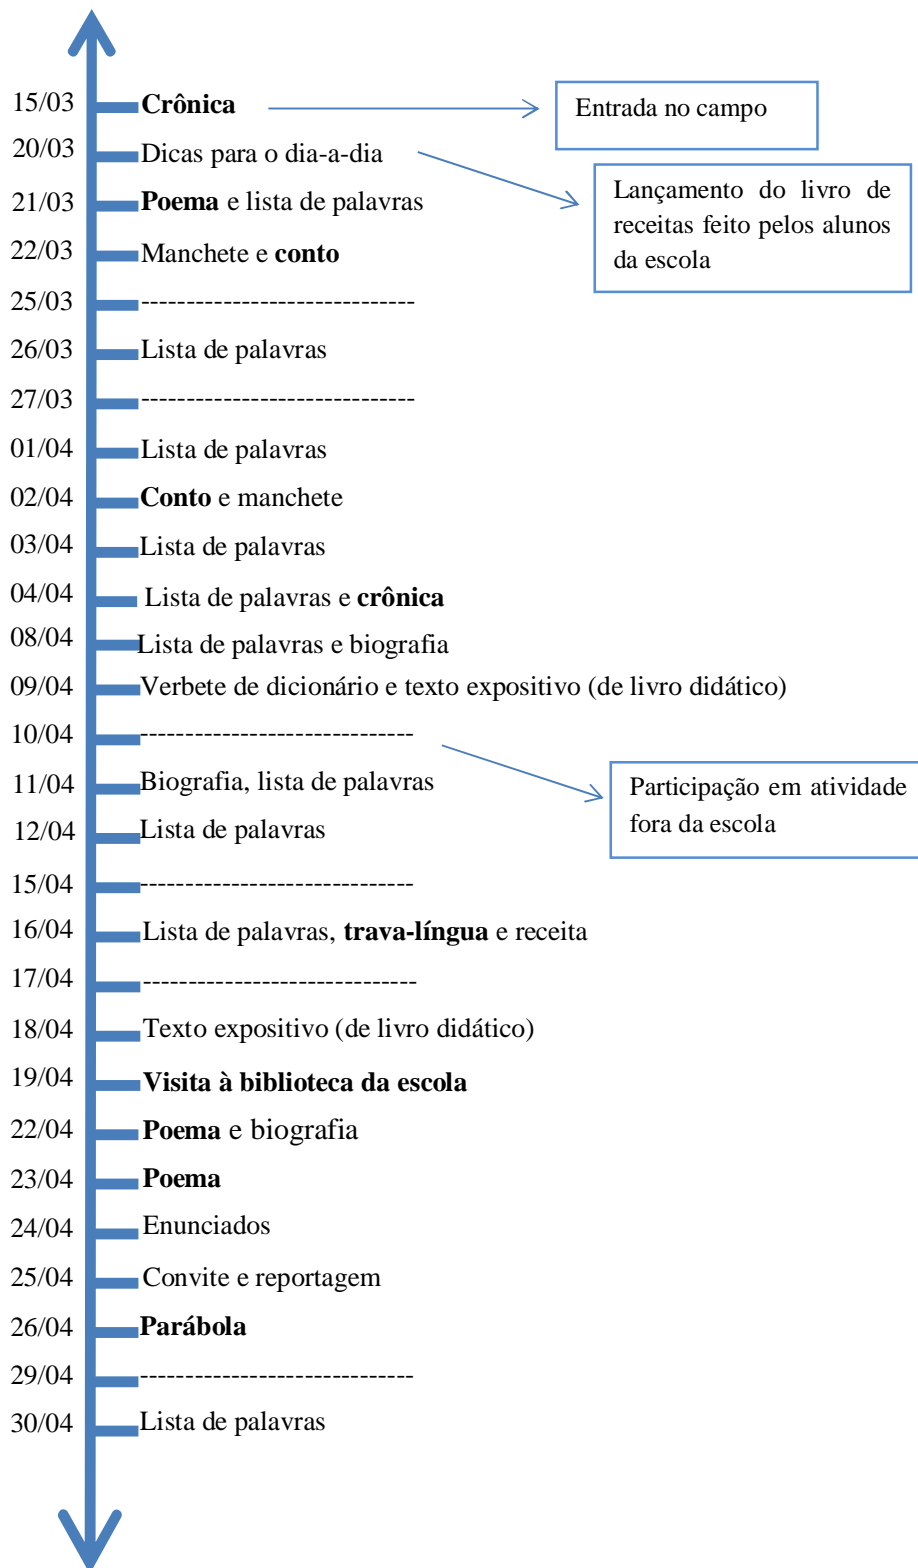 15/03 Crônica
Entrada no campo
20/03 Dicas para o dia-a-dia
Lançamento do livro de
receitas feito pelos alunos
da escola
21/03 Poema e lista de palavras
22/03 Manchete e conto
25/03 ------------------------------
26/03 Lista de palavras
27/03 ------------------------------
01/04 Lista de palavras
02/04 Conto e manchete
03/04 Lista de palavras
04/04 Lista de palavras e crônica
08/04 Lista de palavras e biografia
09/04 Verbete de dicionário e texto expositivo (de livro didático)
10/04 ------------------------------
Participação em atividade
fora da escola
11/04 Biografia, lista de palavras
12/04 Lista de palavras
15/04 ------------------------------
16/04 Lista de palavras, trava-língua e receita
17/04 ------------------------------
18/04 Texto expositivo (de livro didático)
19/04 Visita à biblioteca da escola
22/04 Poema e biografia
23/04 Poema
24/04 Enunciados
25/04 Convite e reportagem
26/04 Parábola
29/04 ------------------------------
30/04 Lista de palavras